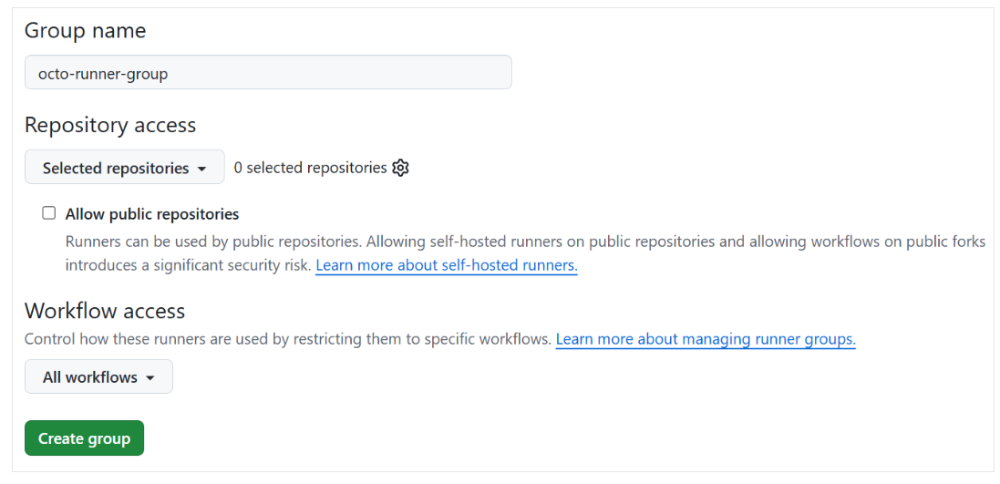 Group name
octo-runner-group
Repository access
Selected repositories 0 selected repositories
Allow public repositories
Runners can be used by public repositories. Allowing self-hosted runners on public repositories and allowing workflows on public forks
introduces a significant security risk. Learn more about self-hosted runners.
Workflow access
Control how these runners are used by restricting them to specific workflows. Learn more about managing runner groups.
All workflows
Create group